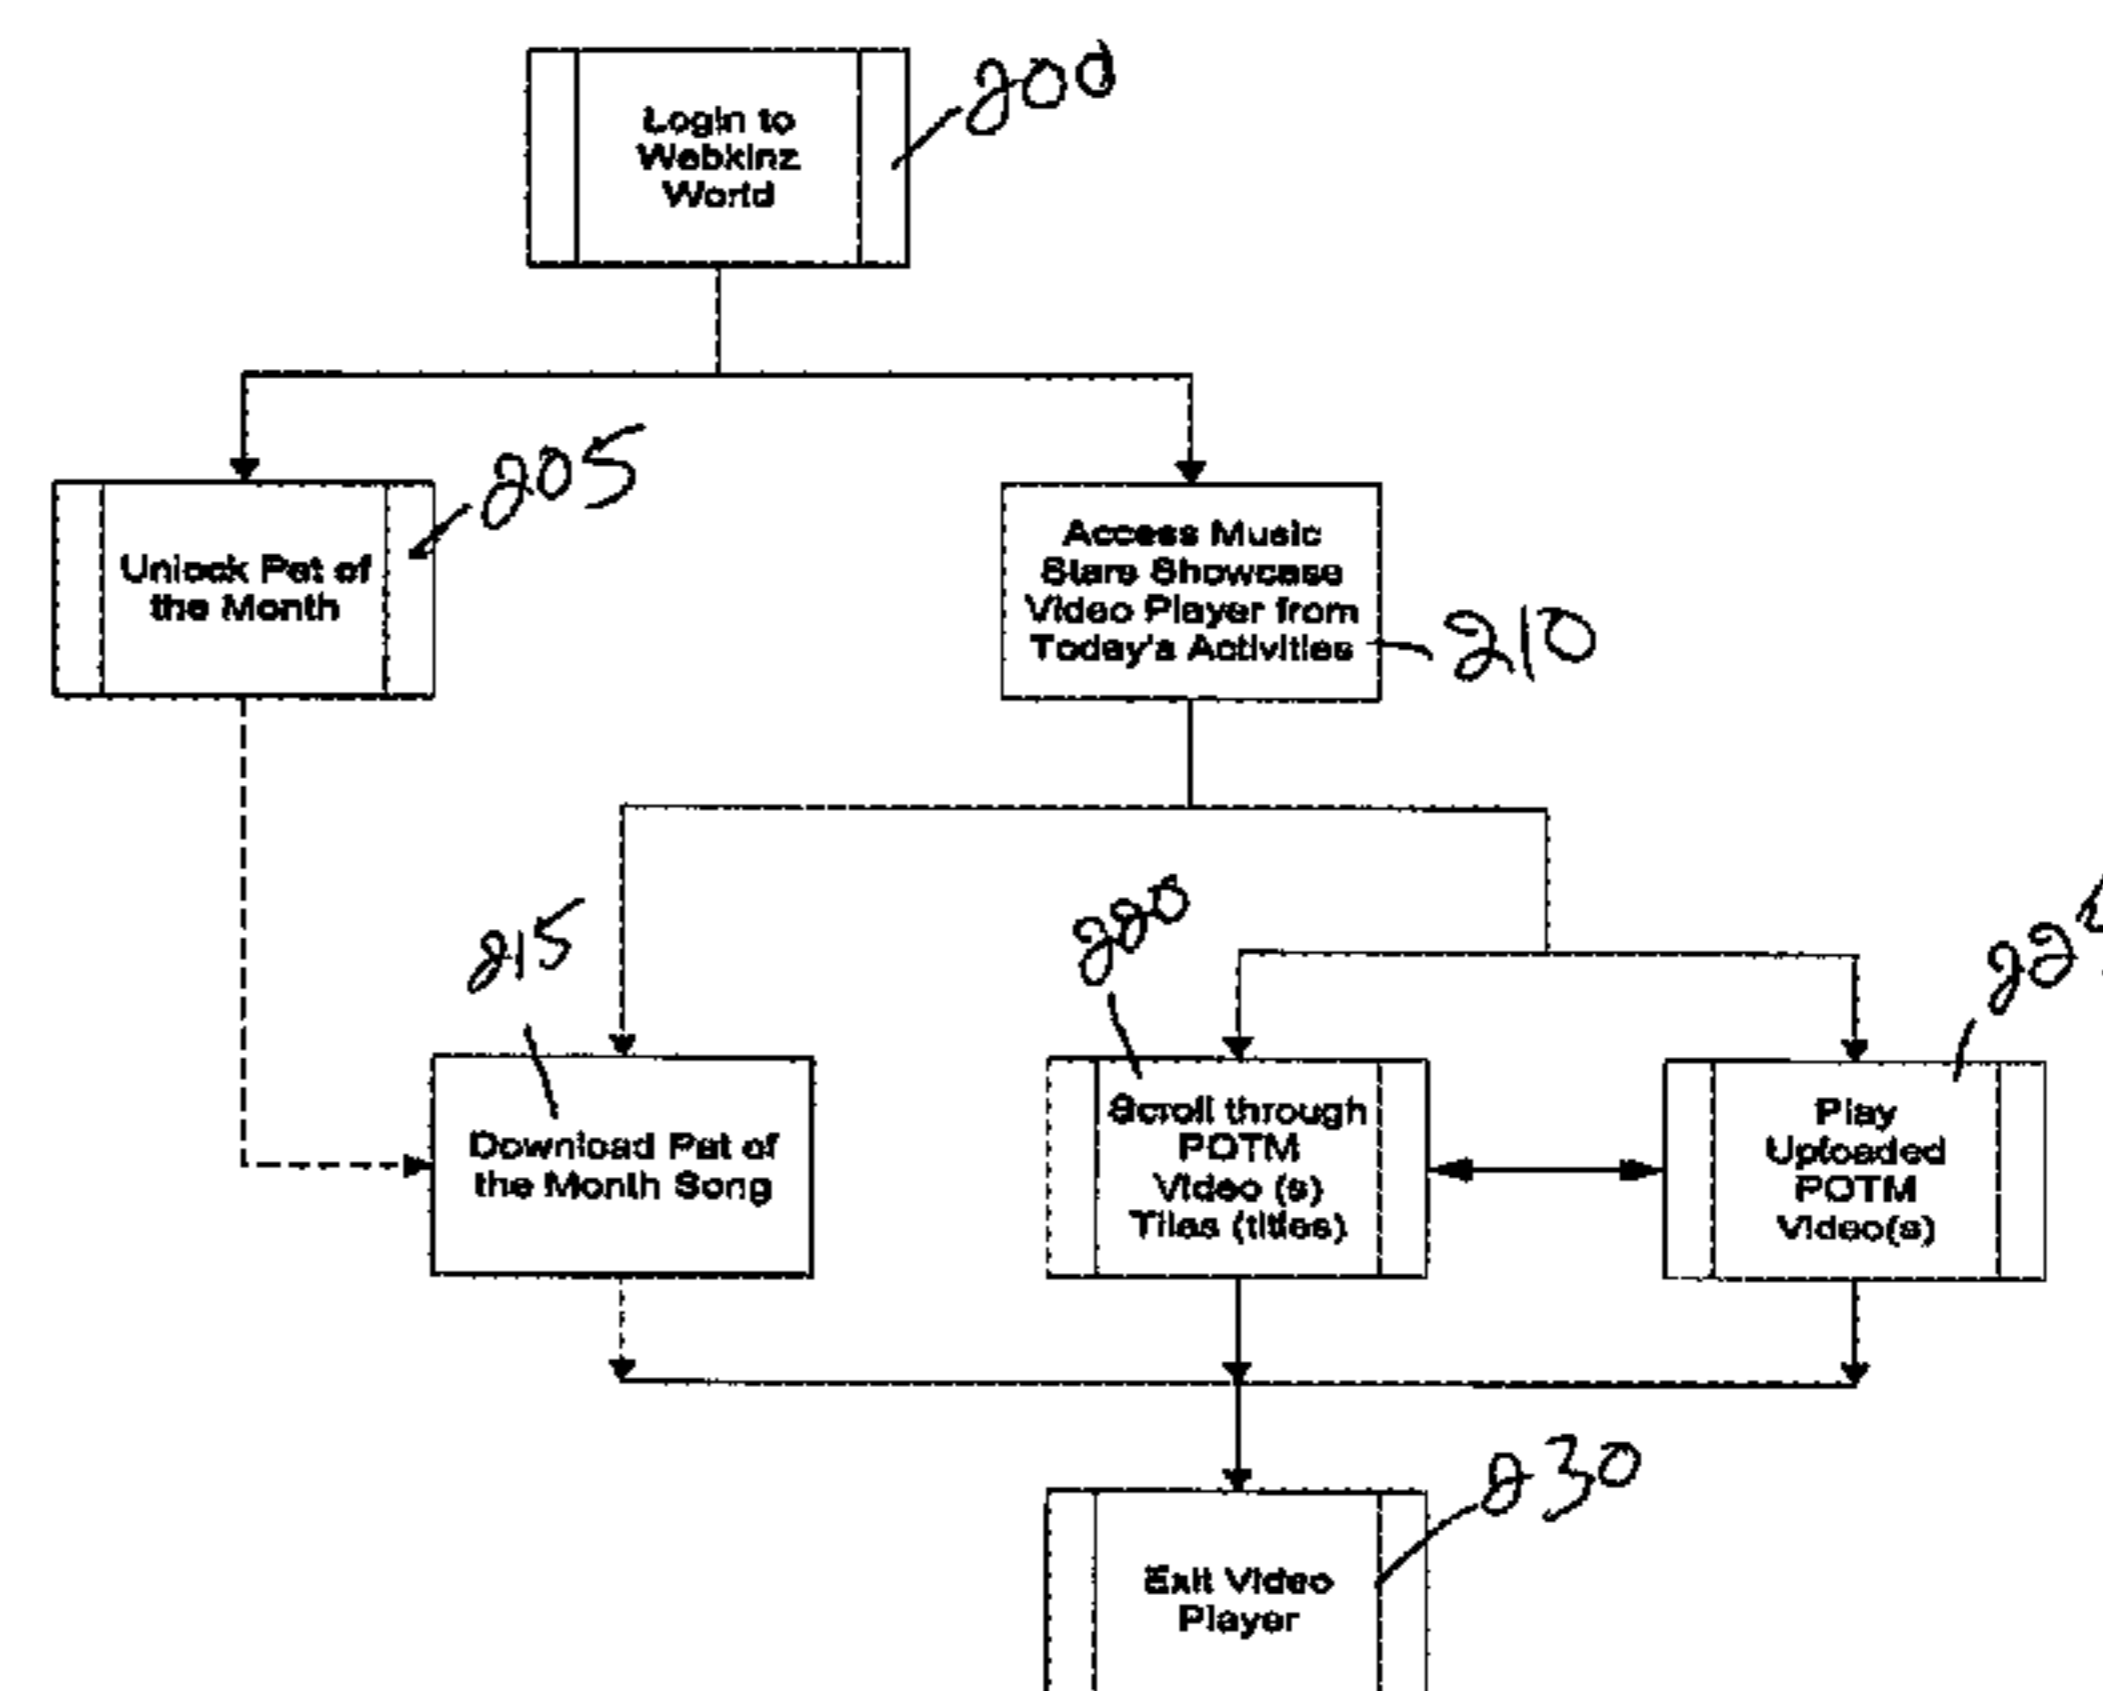 Login to
Webkinz
World
200
Unlock Pet of
the Month
205
Access Music
Stars Showcase
Video Player from
Today's Activities
210
215
Download Pet of
the Month Song
220
Scroll through
POTM
Video (s)
Tiles (titles)
Play
Uploaded
POTM
Video(s)
230
Exit Video
Player